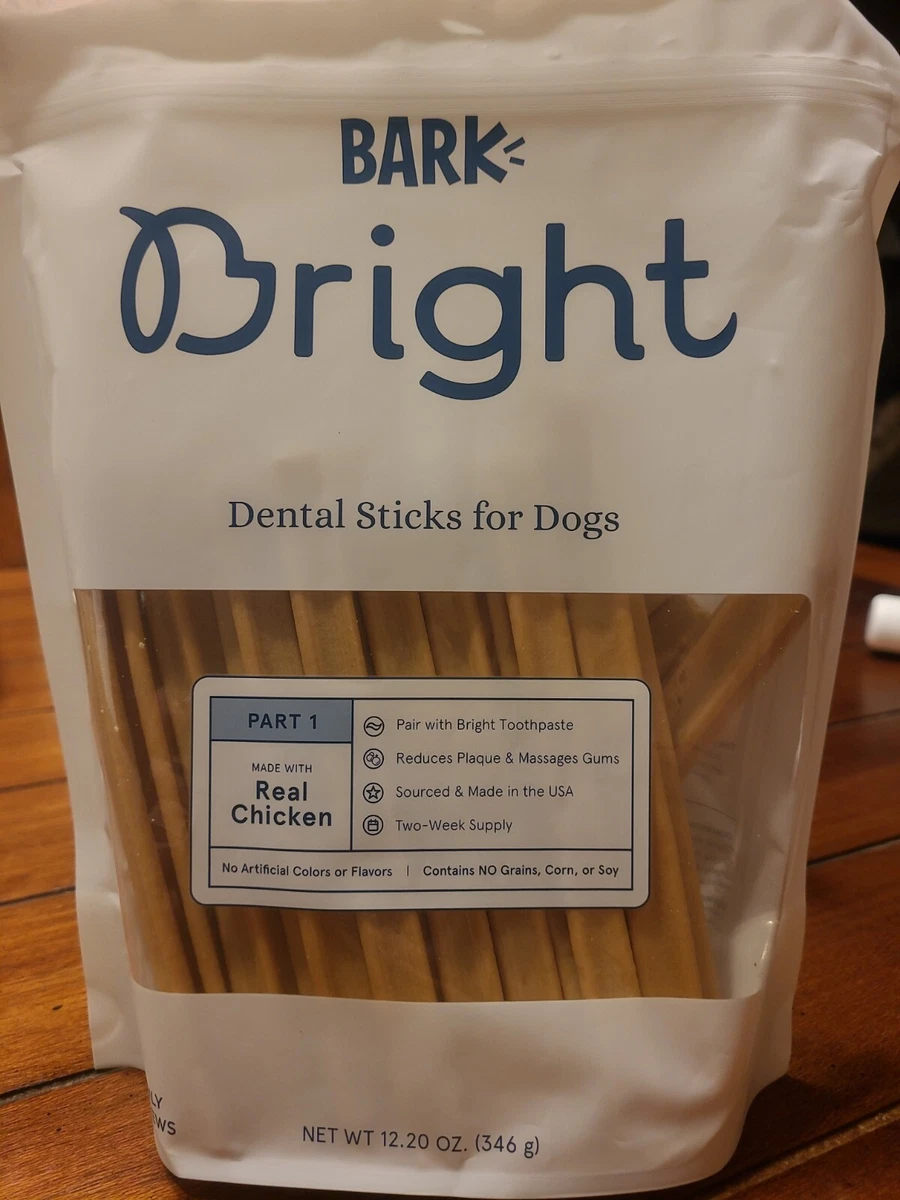 BARK
Bright
Dental Sticks for Dogs
PART 1
MADE WITH
Real
Chicken
Pair with Bright Toothpaste
Reduces Plaque & Massages Gums
Sourced & Made in the USA
Two-Week Supply
No Artificial Colors or Flavors | Contains NO Grains, Corn, or Soy
LY
WS
NET WT 12.20 OZ. (346 g)